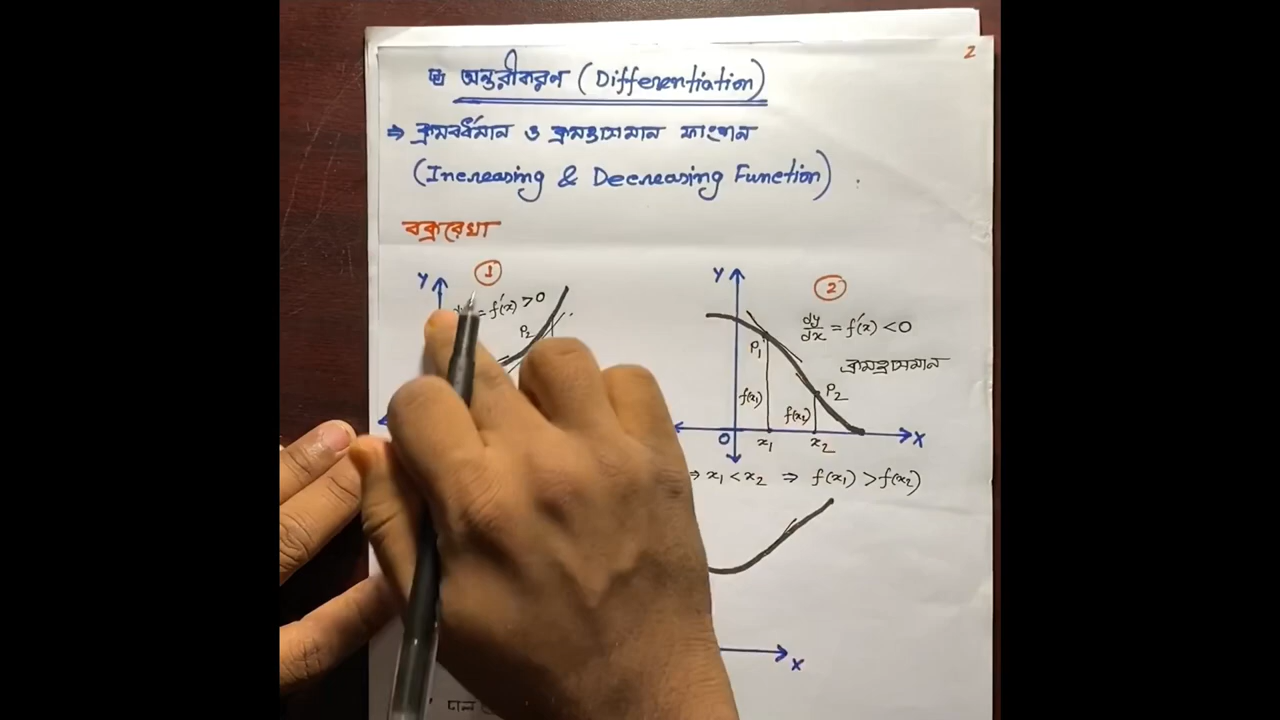 2
অন্তরীকরণ (Differentiation)
⇒ ক্রমবর্ধমান ও ক্রমহ্রাসমান ফাংশন
(Increasing & Decreasing Function)
বক্ররেখা
1
Y
= f'(x) > 0
P₂
2
Y
dy/dx = f'(x) < 0
ক্রমহ্রাসমান
P₁
P₂
f(x₁)
f(x₂)
O
x₁
x₂
X
⇒ x₁ < x₂ ⇒ f(x₁) > f(x₂)
X
ঢাল